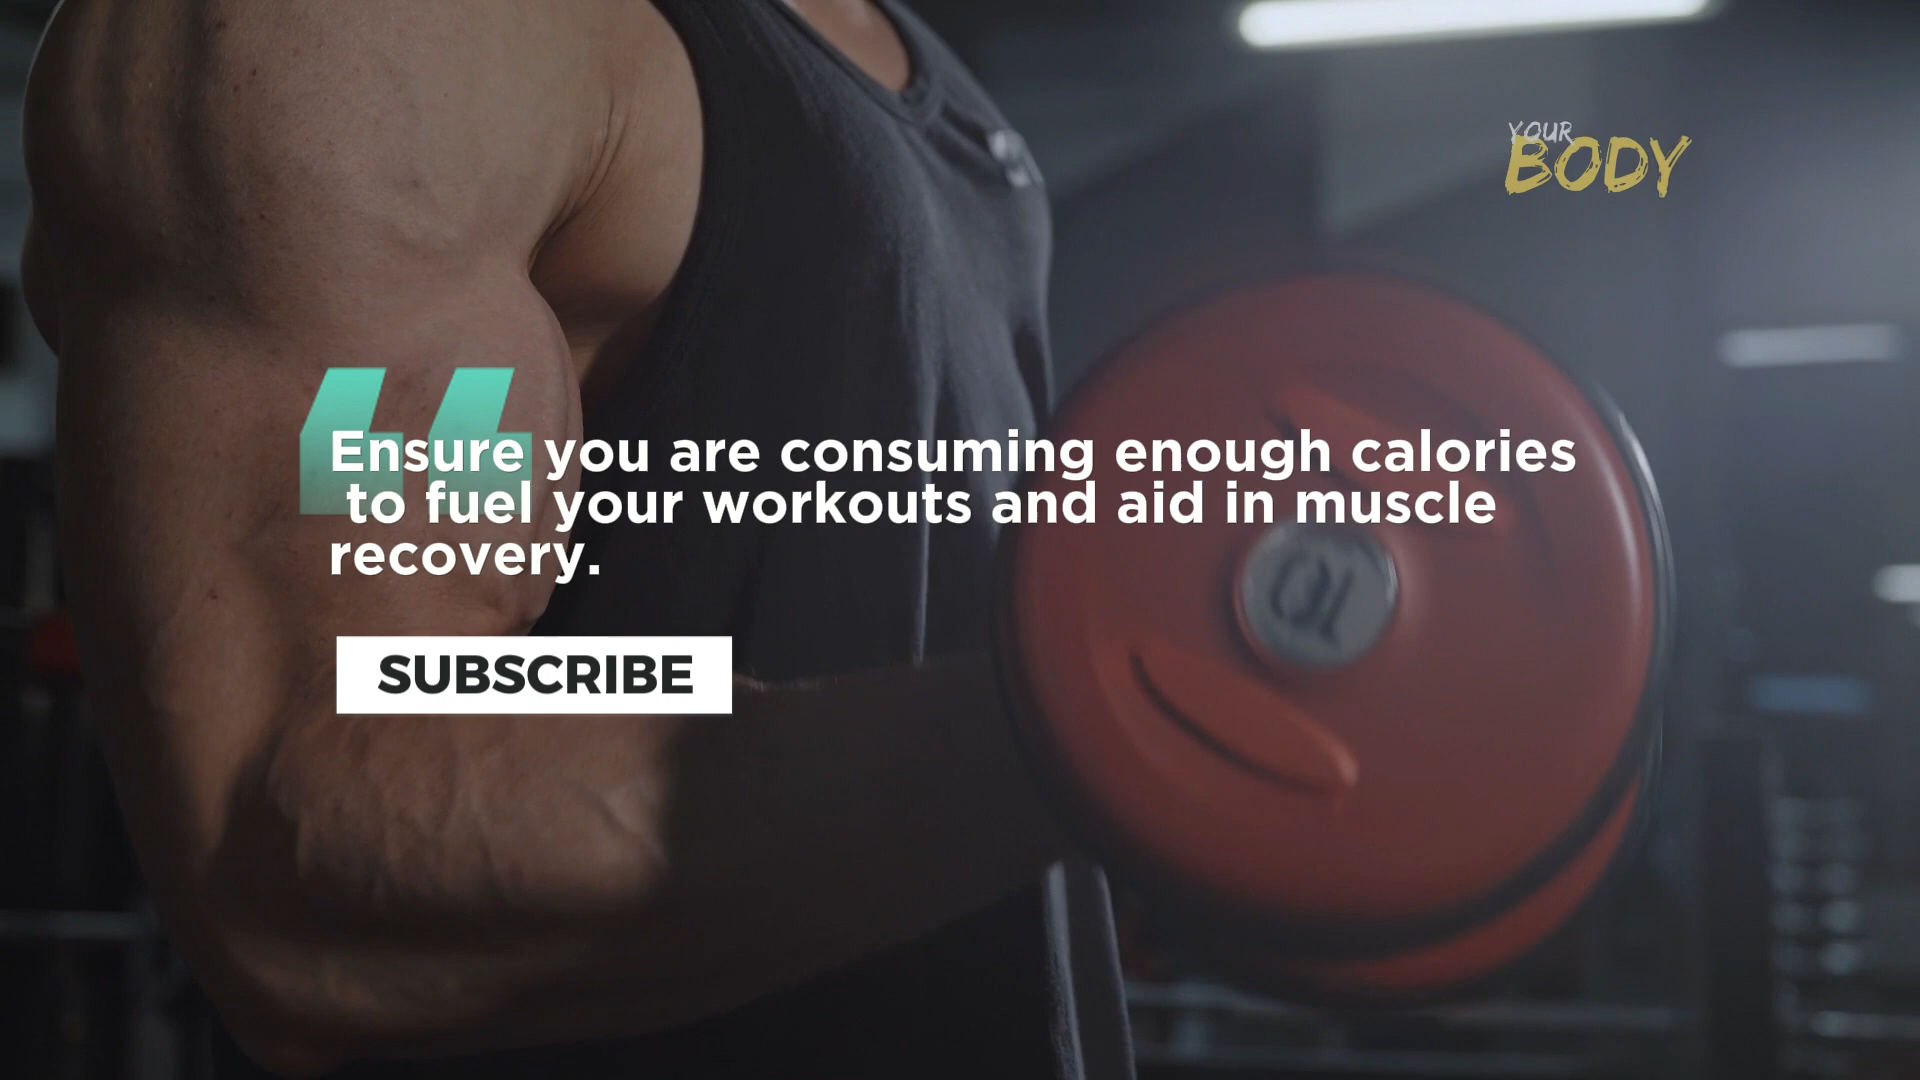 YOUR
BODY
Ensure you are consuming enough calories
to fuel your workouts and aid in muscle
recovery.
SUBSCRIBE